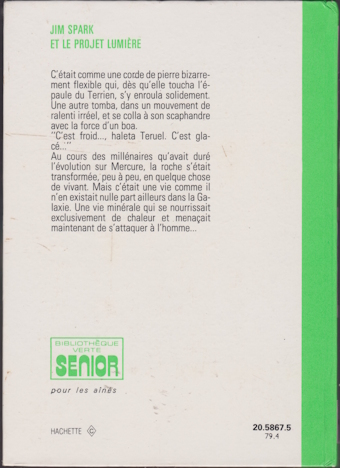 JIM SPARK
ET LE PROJET LUMIÈRE
C'était comme une corde de pierre bizarre-
ment flexible qui, dès qu'elle toucha l'é-
paule du Terrien, s'y enroula solidement.
Une autre tomba, dans un mouvement de
ralenti irréel, et se colla à son scaphandre
avec la force d'un boa.
"C'est froid..., haleta Teruel. C'est gla-
cé..."
Au cours des millénaires qu'avait duré
l'évolution sur Mercure, la roche s'était
transformée, peu à peu, en quelque chose
de vivant. Mais c'était une vie comme il
n'en existait nulle part ailleurs dans la Ga-
laxie. Une vie minérale qui se nourrissait
exclusivement de chaleur et menaçait
maintenant de s'attaquer à l'homme...
BIBLIOTHÈQUE
VERTE
SENIOR
pour les aînés
HACHETTE
20.5867.5
79.4